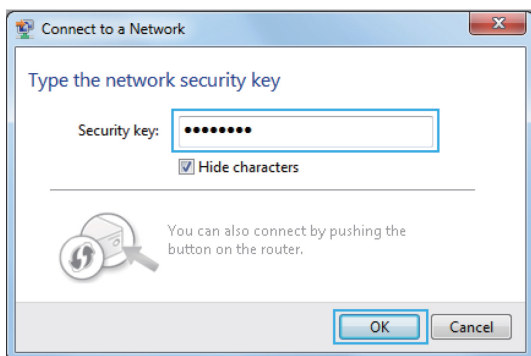 Connect to a Network
Type the network security key
Security key: ••••••••
Hide characters
You can also connect by pushing the
button on the router.
OK Cancel